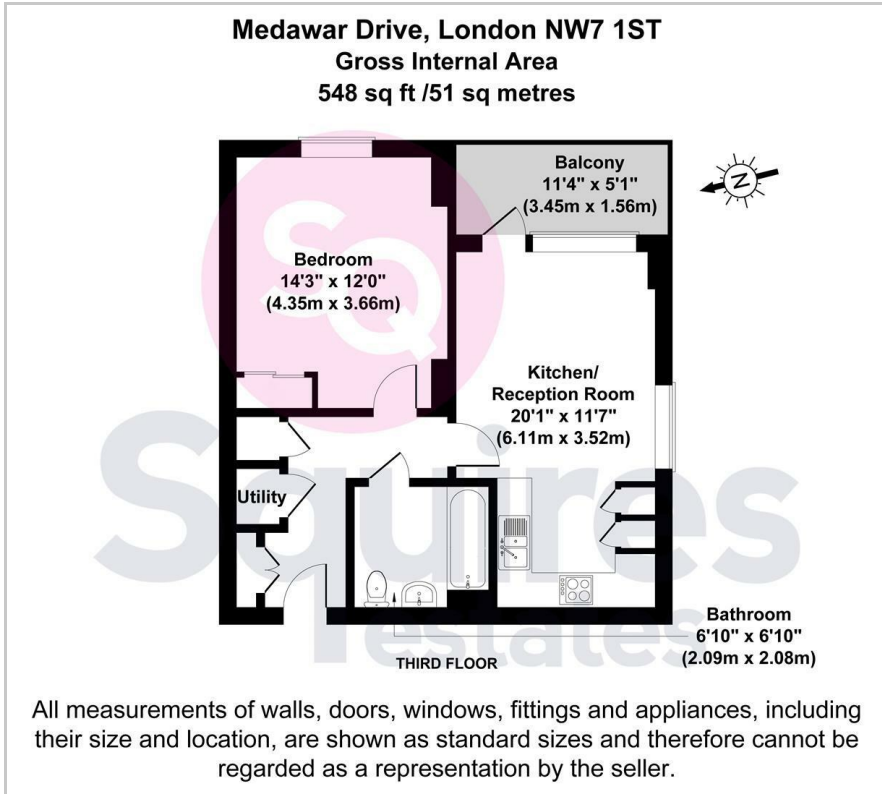 Medawar Drive, London NW7 1ST
Gross Internal Area
548 sq ft /51 sq metres
Balcony
11'4" x 5'1"
(3.45m x 1.56m)
N
Bedroom
14'3" x 12'0"
(4.35m x 3.66m)
SQ
Kitchen/
Reception Room
20'1" x 11'7"
(6.11m x 3.52m)
Utility
Squires
estates
Bathroom
6'10" x 6'10"
(2.09m x 2.08m)
THIRD FLOOR
All measurements of walls, doors, windows, fittings and appliances, including
their size and location, are shown as standard sizes and therefore cannot be
regarded as a representation by the seller.